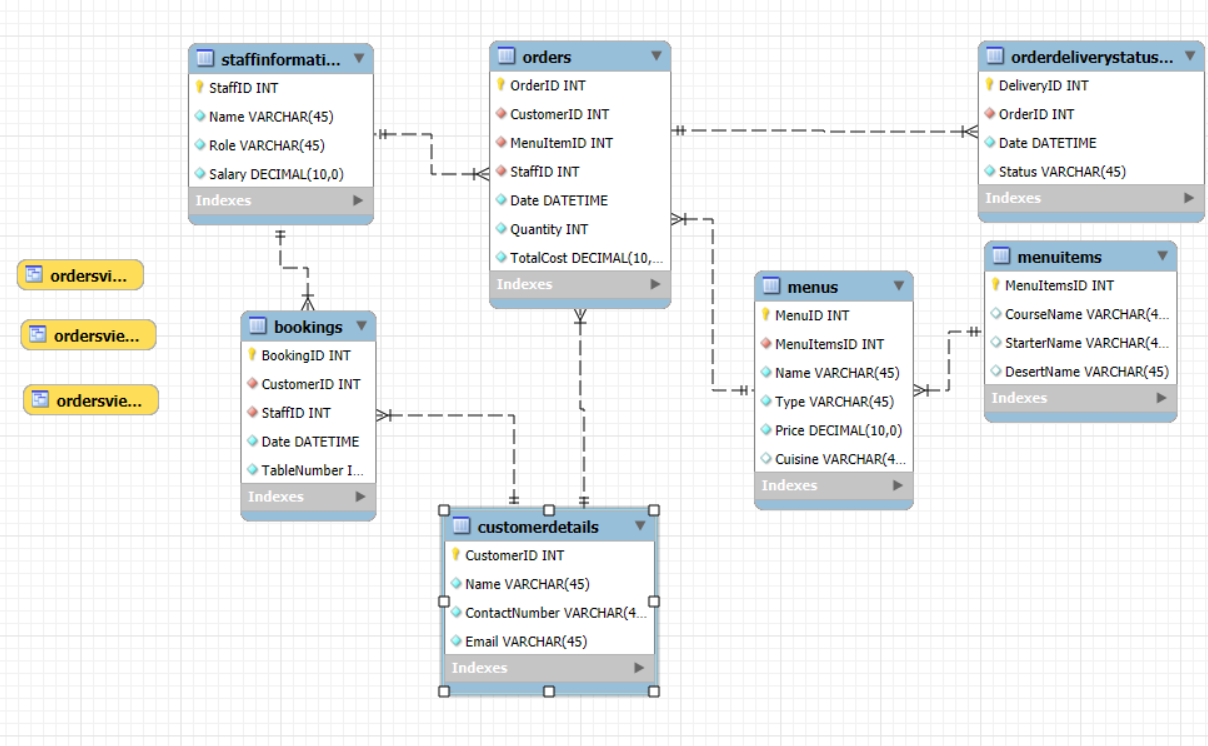 staffinformati...
StaffID INT
Name VARCHAR(45)
Role VARCHAR(45)
Salary DECIMAL(10,0)
Indexes
orders
OrderID INT
CustomerID INT
MenuItemID INT
StaffID INT
Date DATETIME
Quantity INT
TotalCost DECIMAL(10,...
Indexes
orderdeliverystatus...
DeliveryID INT
OrderID INT
Date DATETIME
Status VARCHAR(45)
Indexes
ordersvi...
ordersvie...
ordersvie...
bookings
BookingID INT
CustomerID INT
StaffID INT
Date DATETIME
TableNumber I...
Indexes
menus
MenuID INT
MenuItemsID INT
Name VARCHAR(45)
Type VARCHAR(45)
Price DECIMAL(10,0)
Cuisine VARCHAR(4...
Indexes
menuitems
MenuItemsID INT
CourseName VARCHAR(4...
StarterName VARCHAR(4...
DesertName VARCHAR(45)
Indexes
customerdetails
CustomerID INT
Name VARCHAR(45)
ContactNumber VARCHAR(4...
Email VARCHAR(45)
Indexes